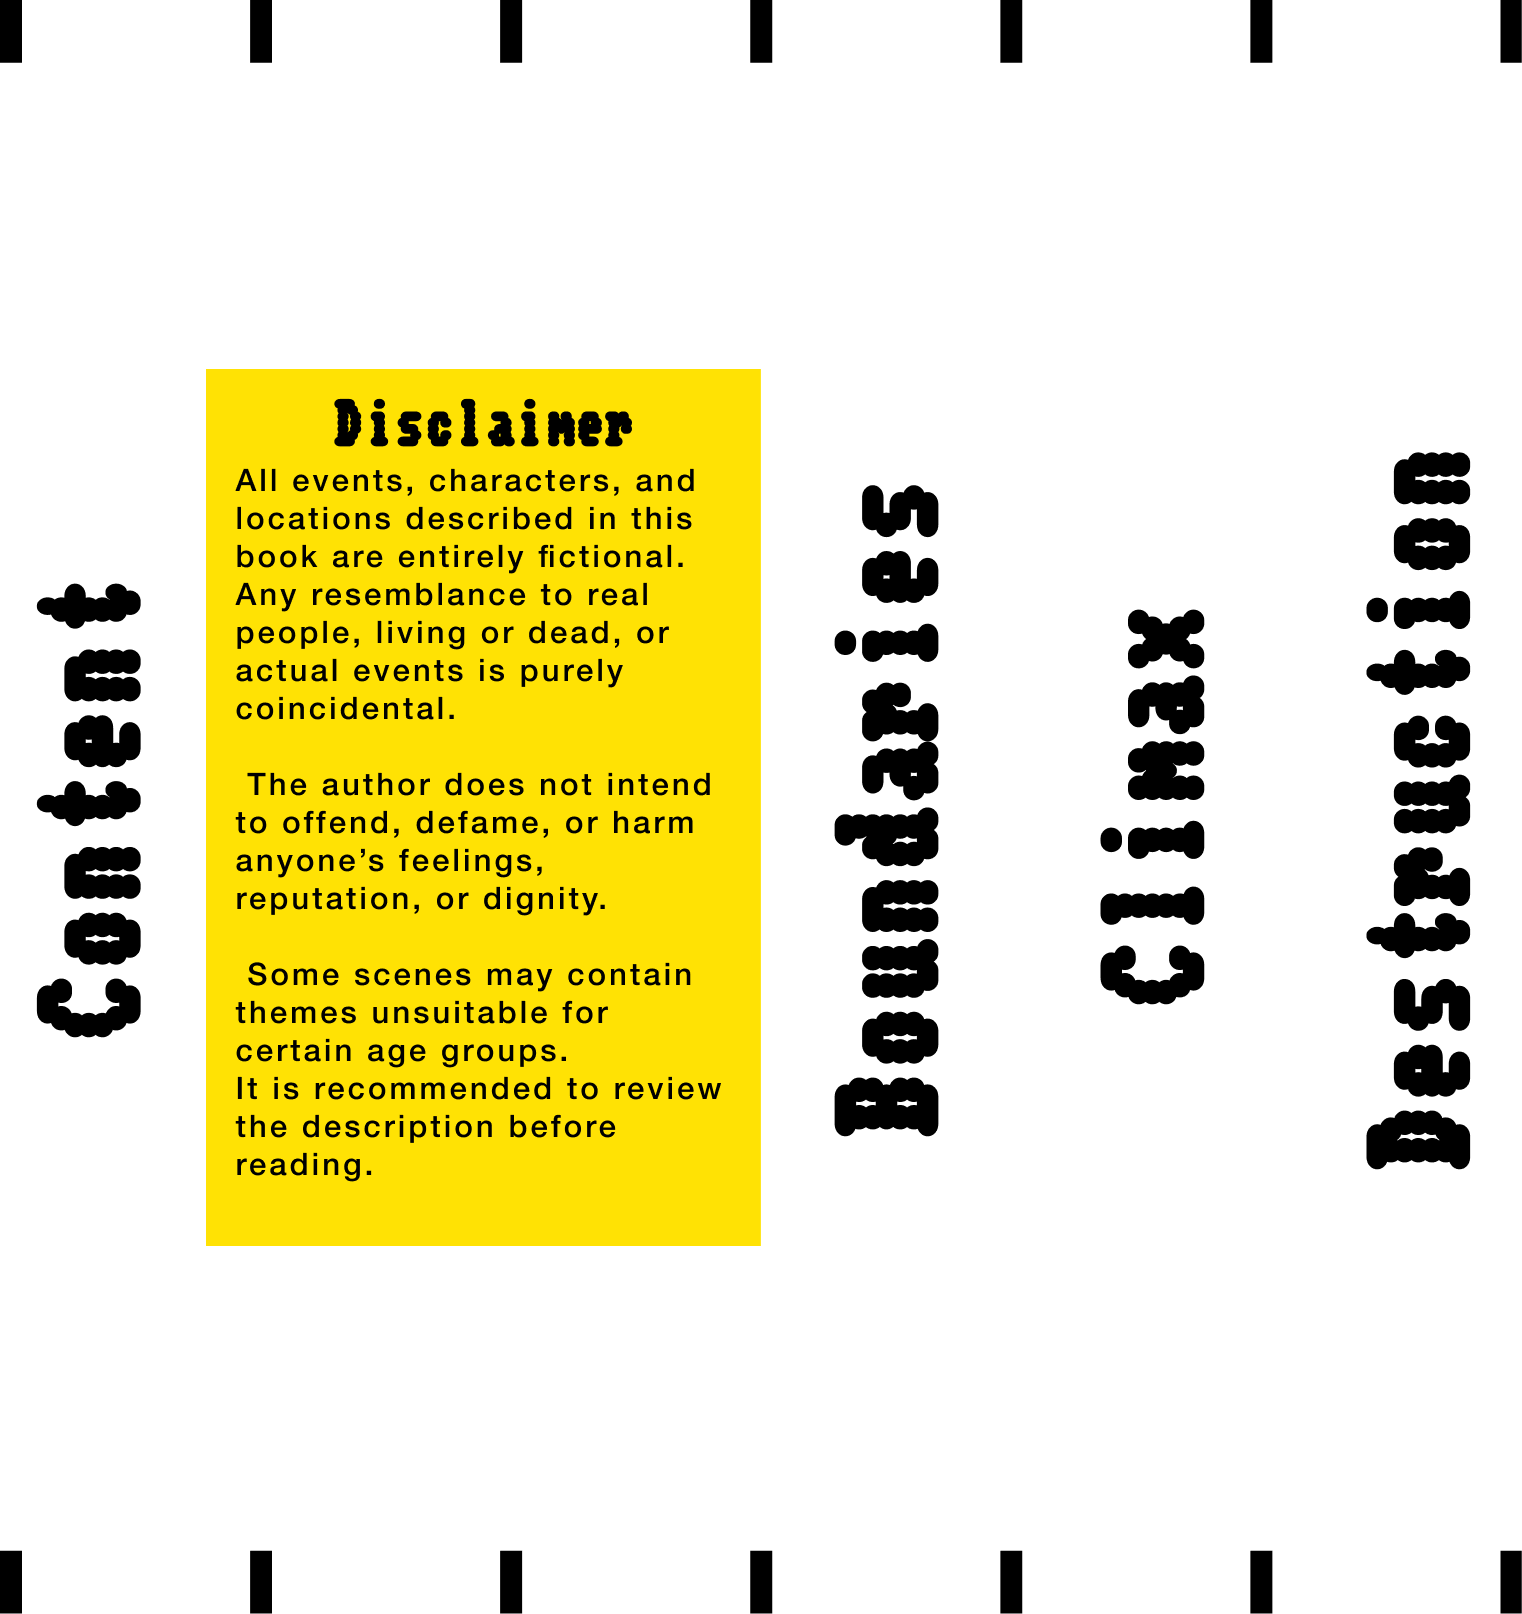 Content
Disclaimer
All events, characters, and
locations described in this
book are entirely fictional.
Any resemblance to real
people, living or dead, or
actual events is purely
coincidental.
The author does not intend
to offend, defame, or harm
anyone’s feelings,
reputation, or dignity.
Some scenes may contain
themes unsuitable for
certain age groups.
It is recommended to review
the description before
reading.
Boundaries
Climax
Destruction